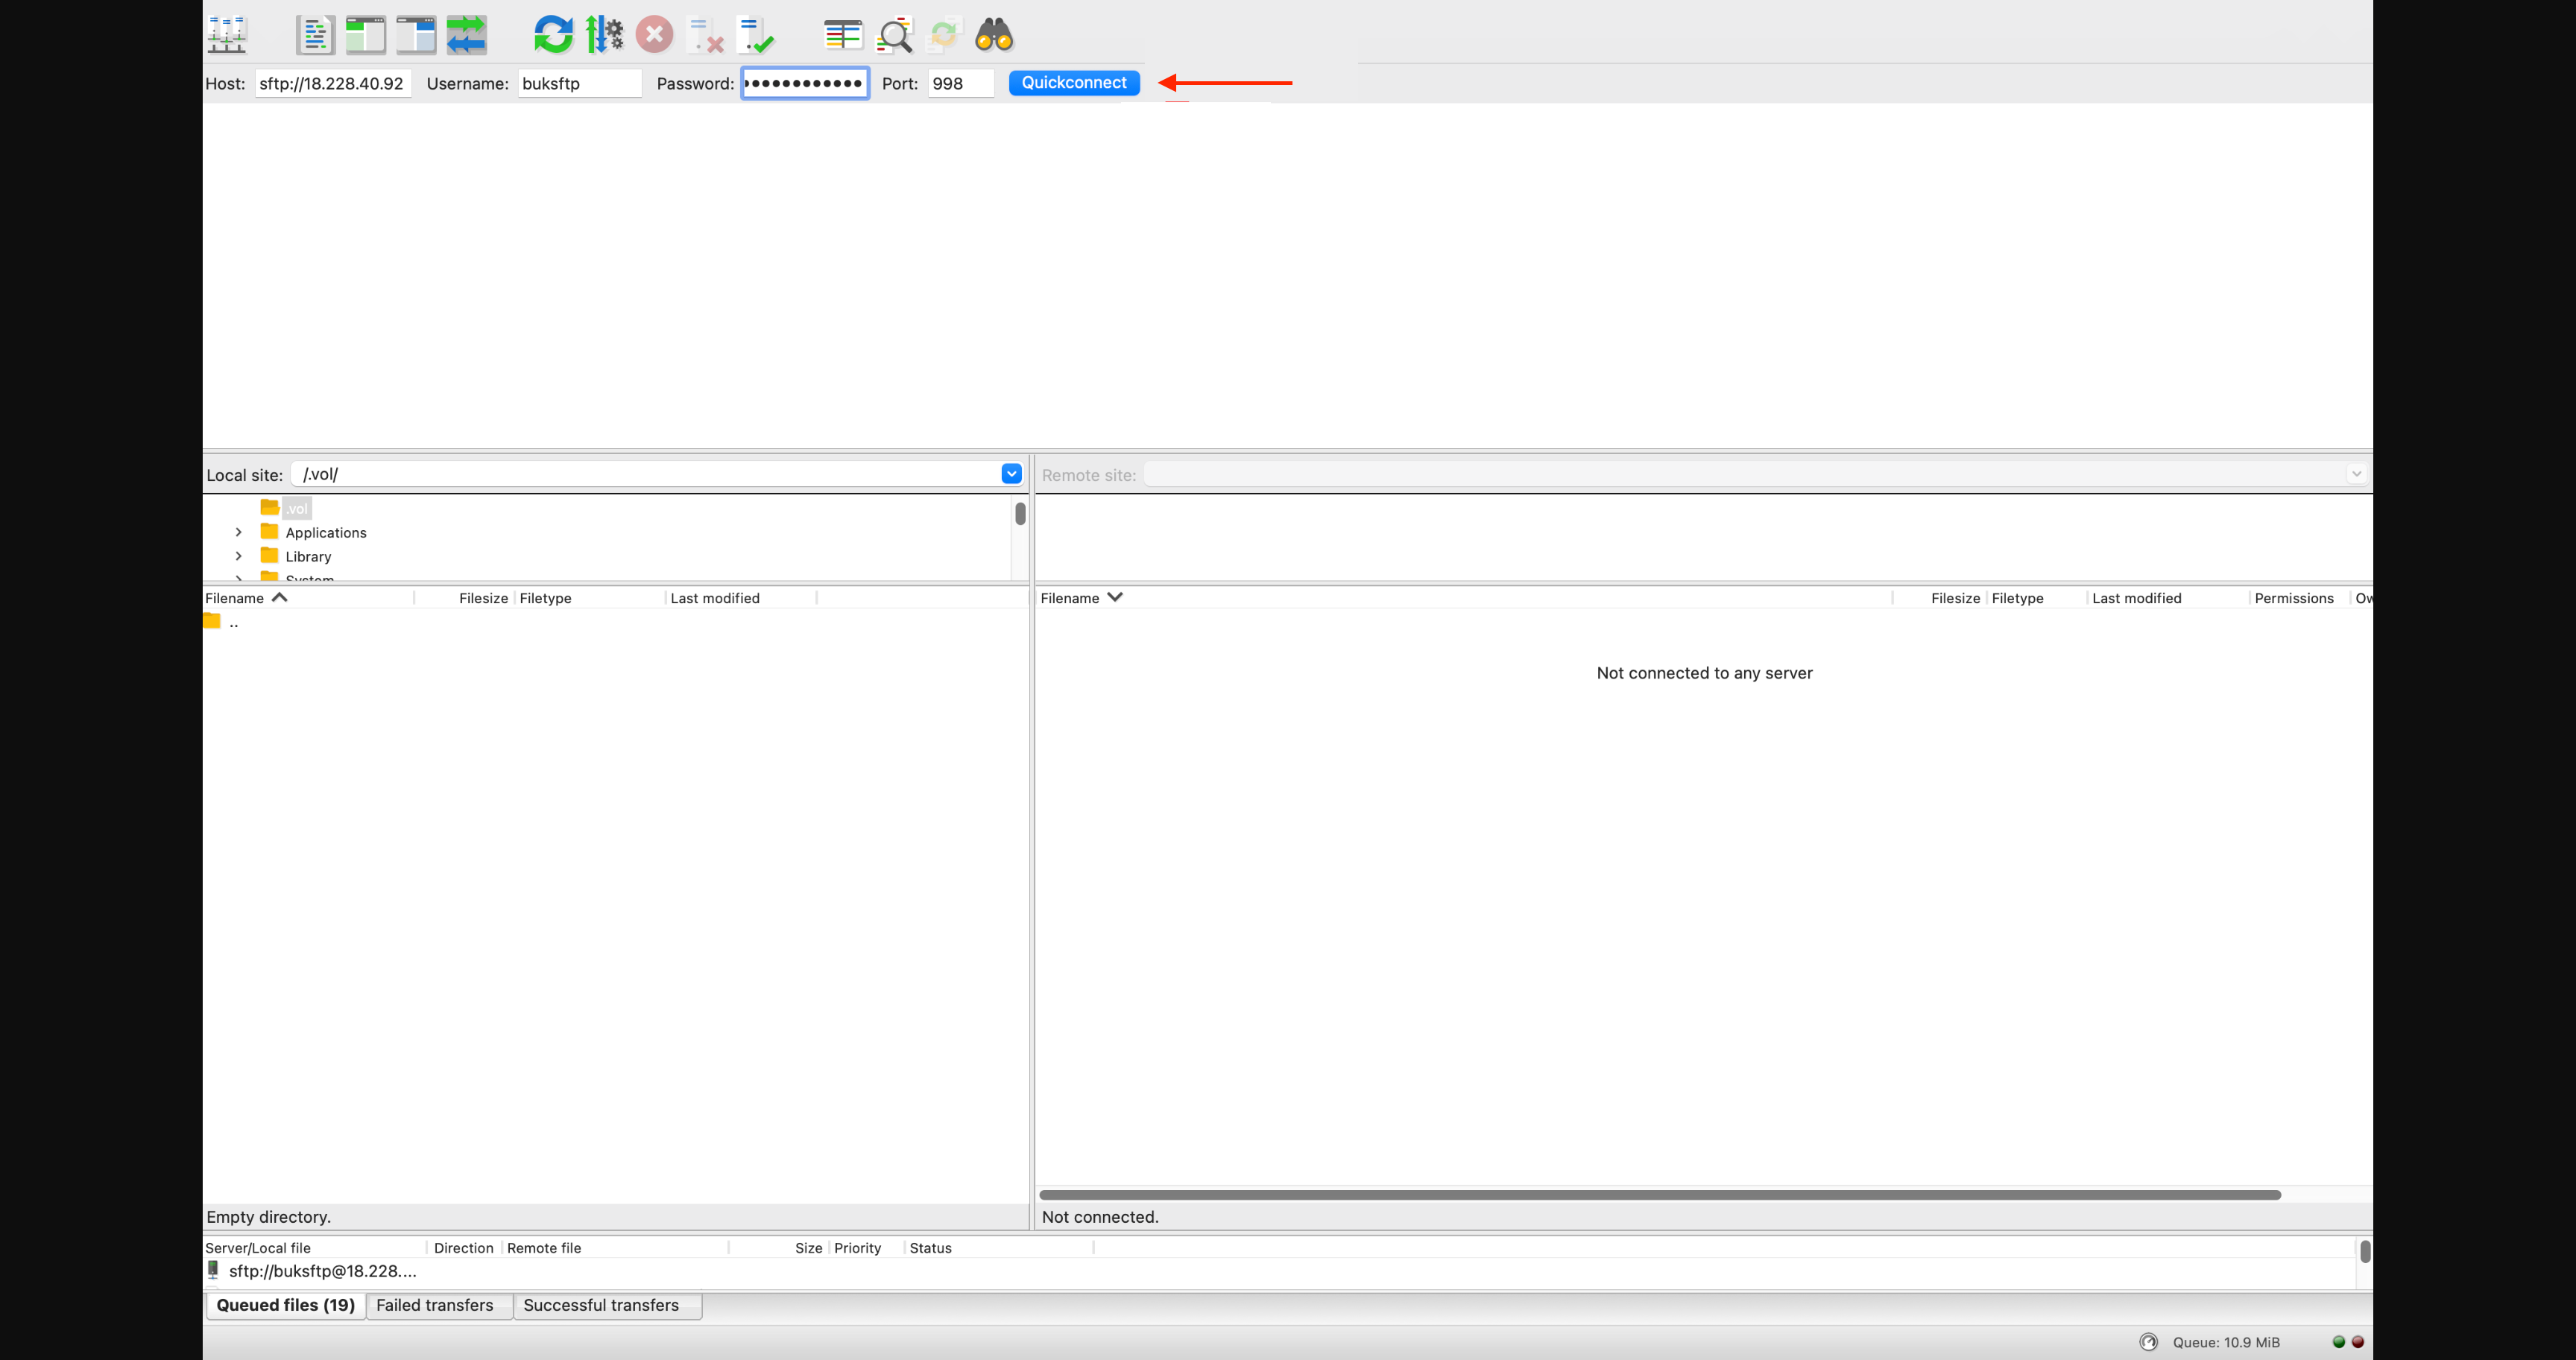 Host: sftp://18.228.40.92 Username: buksftp Password: Port: 998 Quickconnect
Local site: /.vol/ Remote site:
.vol
Applications
Library
System
Filename Filesize Filetype Last modified Filename Filesize Filetype Last modified Permissions
..
Not connected to any server
Empty directory. Not connected.
Server/Local file Direction Remote file Size Priority Status
sftp://buksftp@18.228....
Queued files (19) Failed transfers Successful transfers
Queue: 10.9 MiB